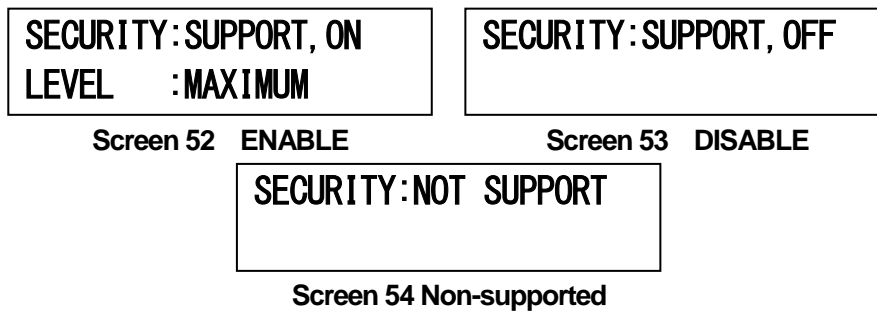 SECURITY:SUPPORT,ON
LEVEL   :MAXIMUM
Screen 52   ENABLE
SECURITY:SUPPORT,OFF
Screen 53   DISABLE
SECURITY:NOT SUPPORT
Screen 54 Non-supported